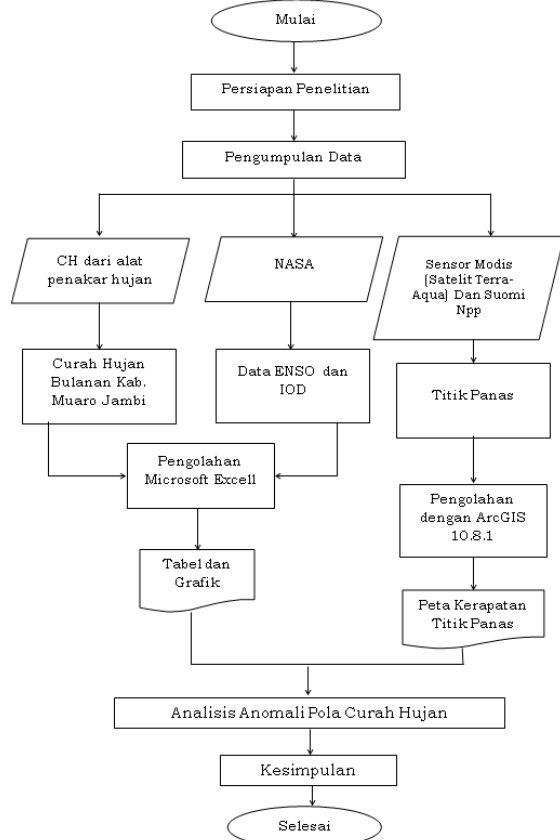 Mulai
Persiapan Penelitian
Pengumpulan Data
CH dari alat
penakar hujan
NASA
Sensor Modis
(Satelit Terra-
Aqua) Dan Suomi
Npp
Curah Hujan
Bulanan Kab.
Muaro Jambi
Data ENSO dan
IOD
Titik Panas
Pengolahan
Microsoft Excell
Pengolahan
dengan ArcGIS
10.8.1
Tabel dan
Grafik
Peta Kerapatan
Titik Panas
Analisis Anomali Pola Curah Hujan
Kesimpulan
Selesai